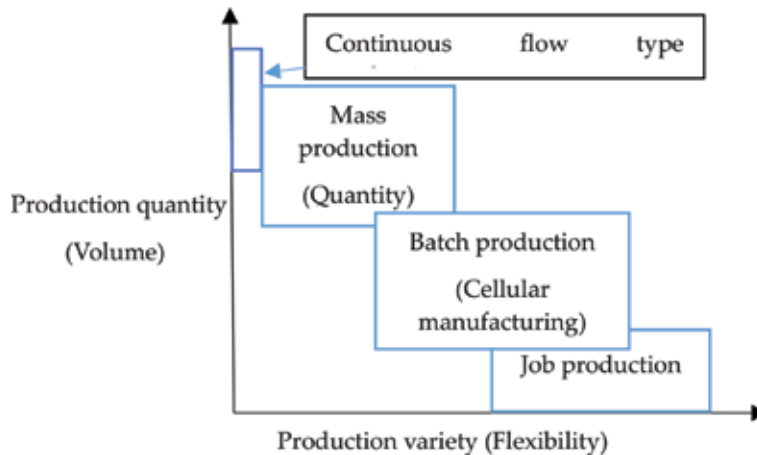 Continuous flow type
Mass
production
(Quantity)
Production quantity
(Volume)
Batch production
(Cellular
manufacturing)
Job production
Production variety (Flexibility)